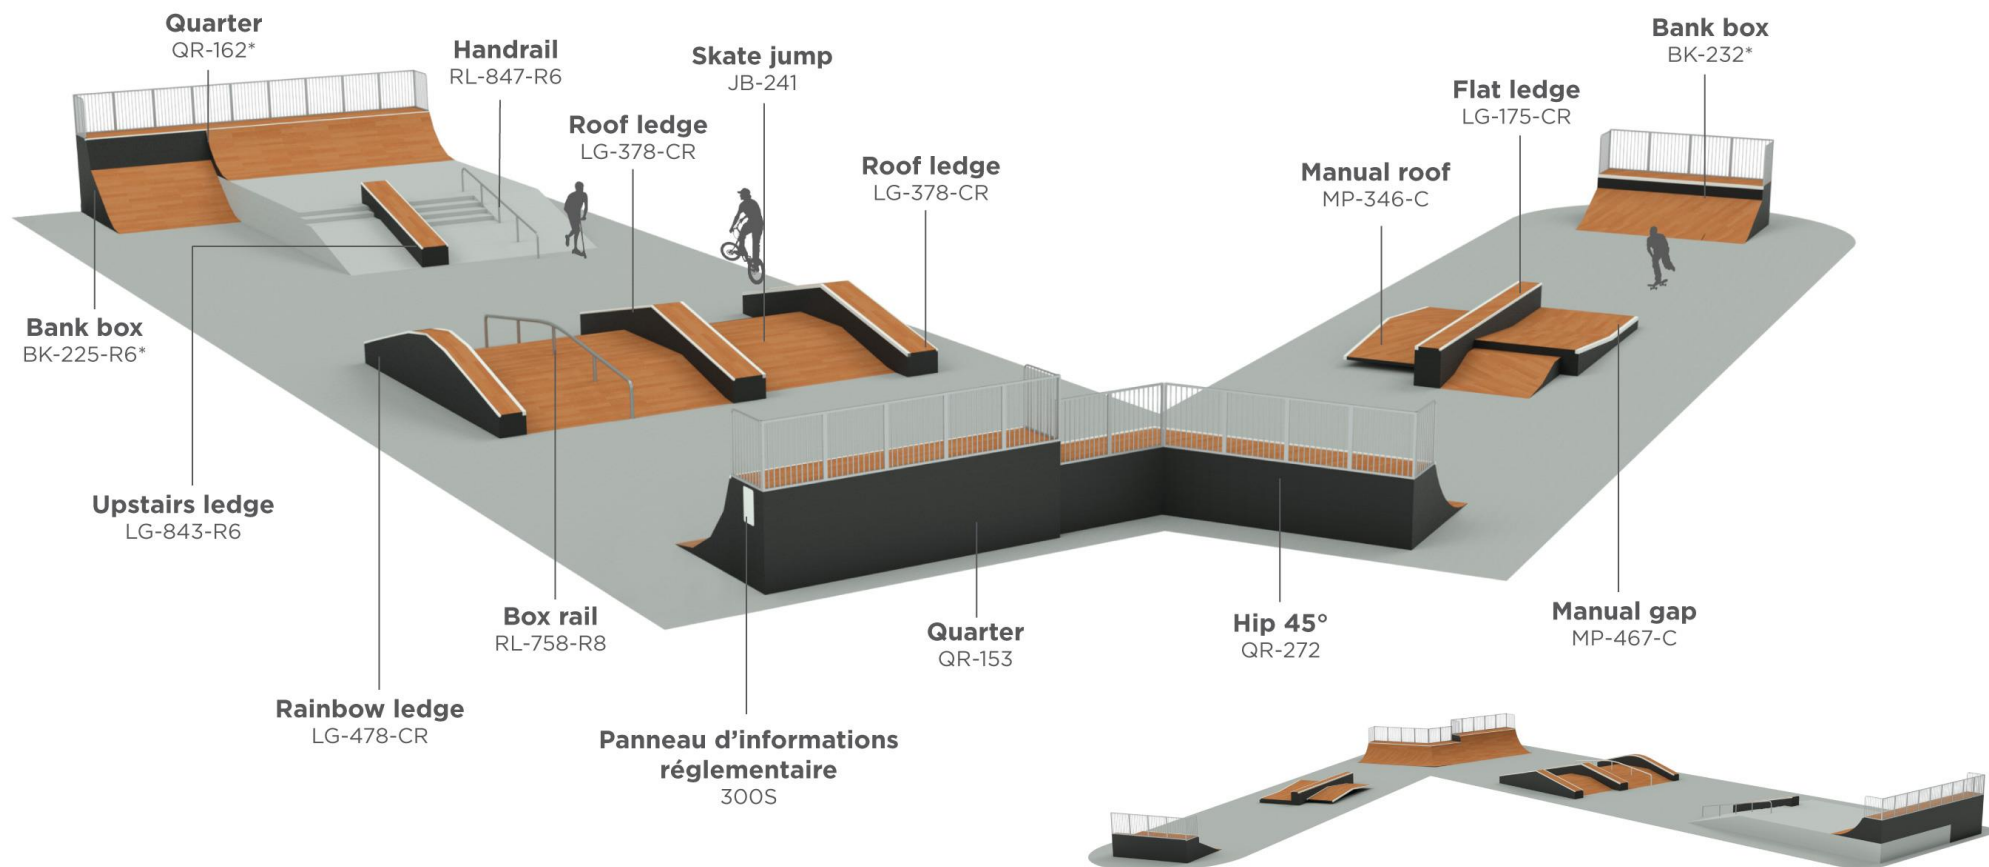 Quarter
QR-162*
Handrail
RL-847-R6
Skate jump
JB-241
Bank box
BK-232*
Flat ledge
LG-175-CR
Roof ledge
LG-378-CR
Roof ledge
LG-378-CR
Manual roof
MP-346-C
Bank box
BK-225-R6*
Upstairs ledge
LG-843-R6
Box rail
RL-758-R8
Quarter
QR-153
Hip 45°
QR-272
Manual gap
MP-467-C
Rainbow ledge
LG-478-CR
Panneau d’informations
réglementaire
300S